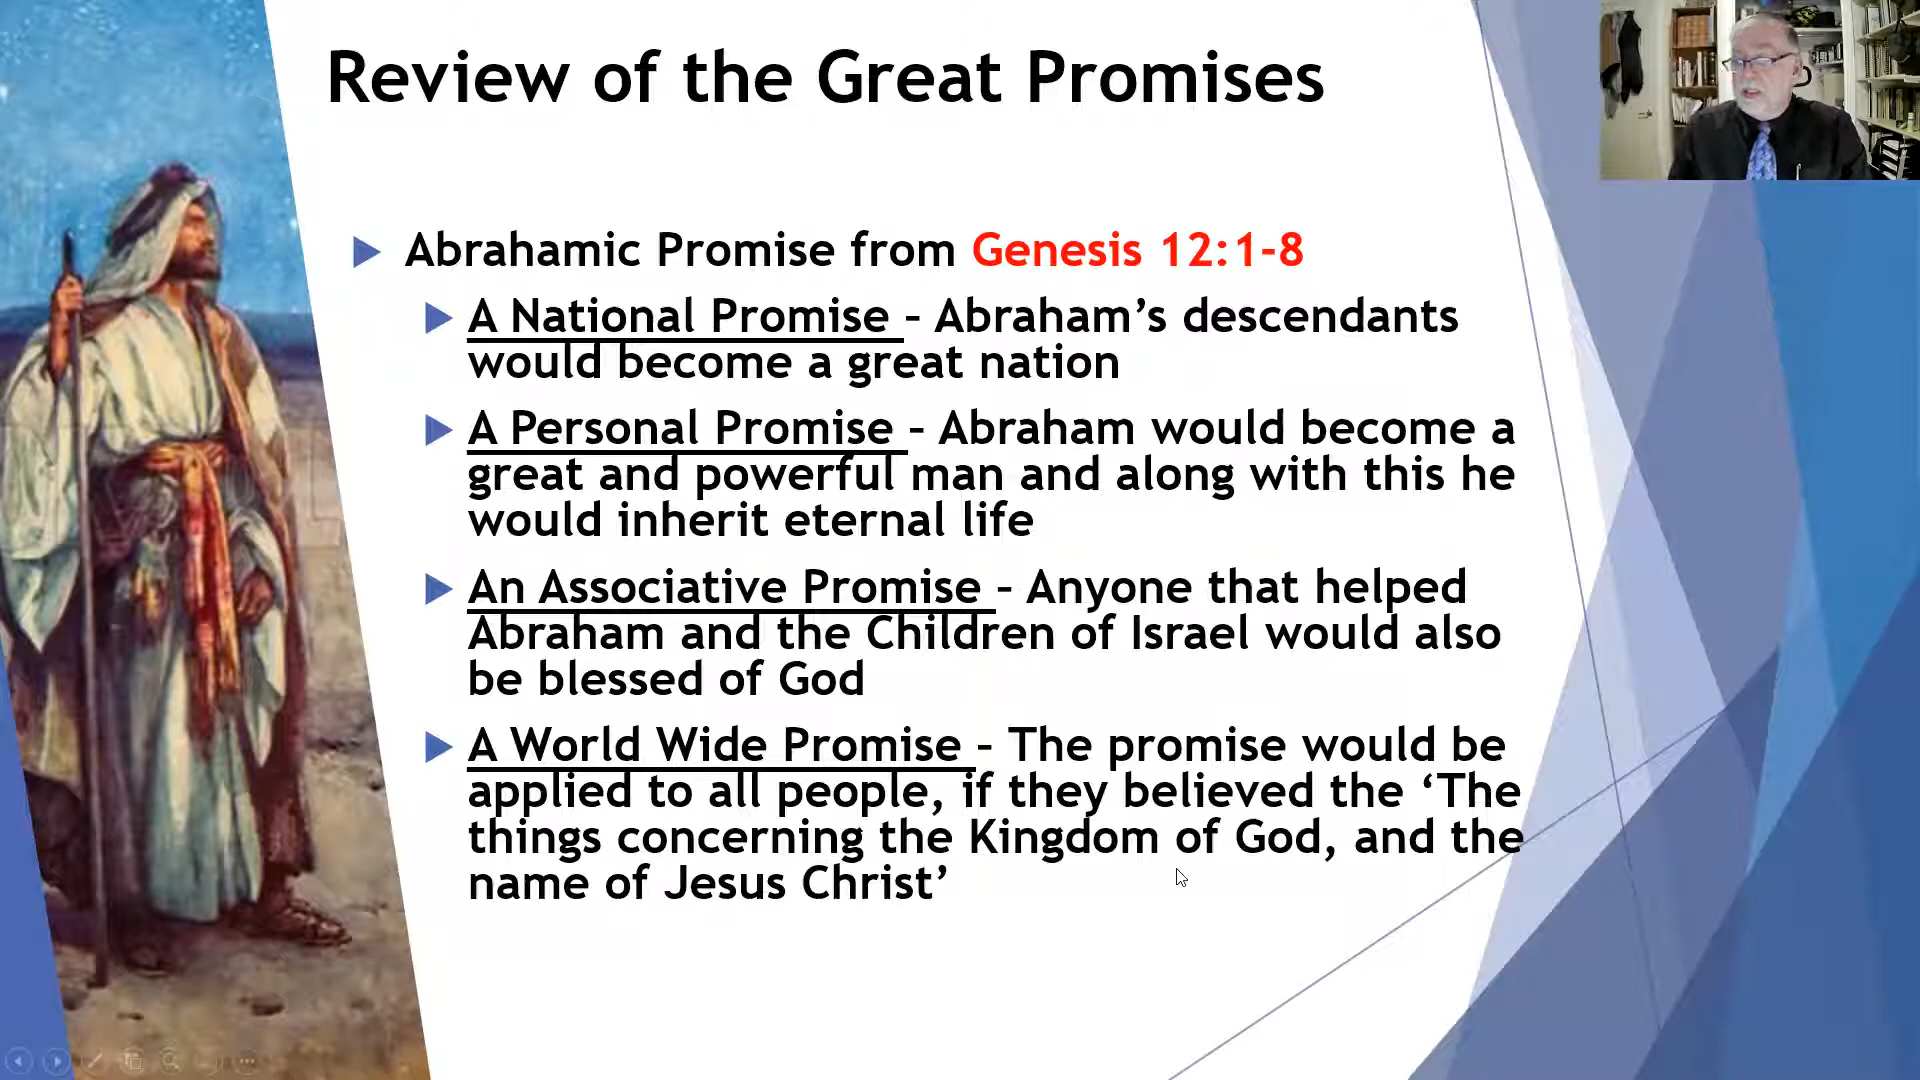 Review of the Great Promises
Abrahamic Promise from Genesis 12:1-8
A National Promise – Abraham’s descendants
would become a great nation
A Personal Promise – Abraham would become a
great and powerful man and along with this he
would inherit eternal life
An Associative Promise – Anyone that helped
Abraham and the Children of Israel would also
be blessed of God
A World Wide Promise – The promise would be
applied to all people, if they believed the ‘The
things concerning the Kingdom of God, and the
name of Jesus Christ’